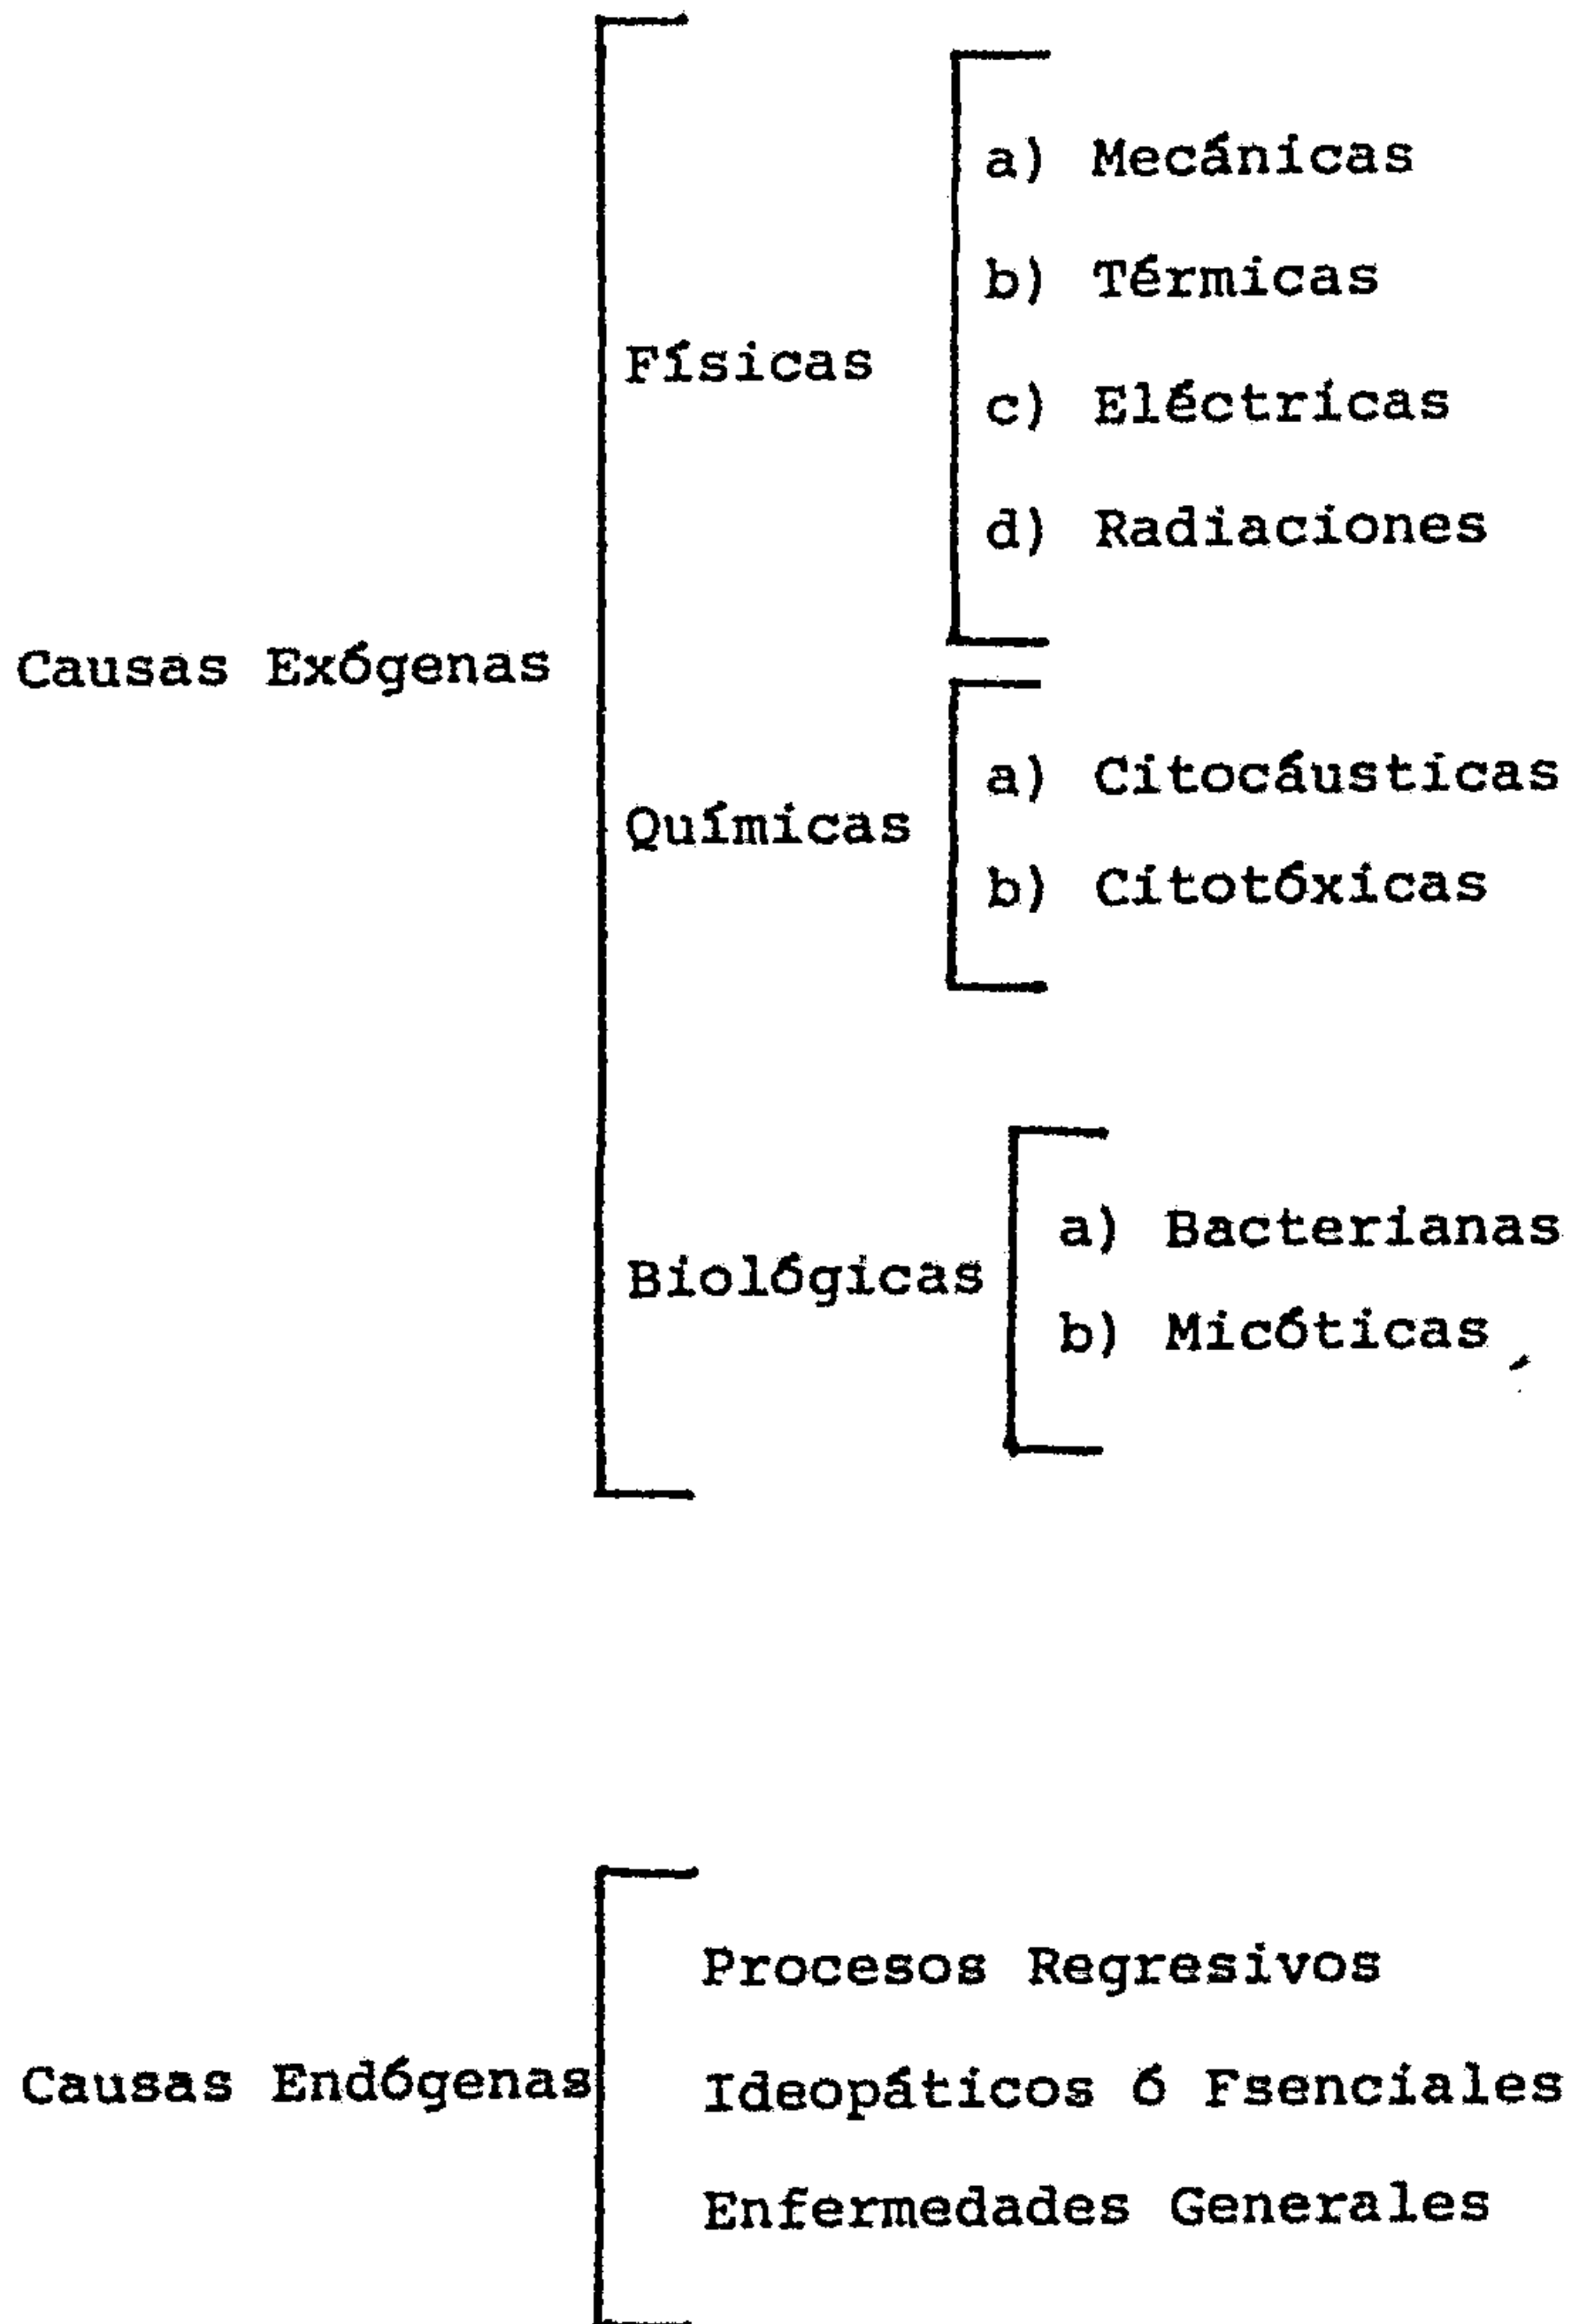 Causas Exógenas
Físicas
a) Mecánicas
b) Térmicas
c) Eléctricas
d) Radiaciones
Químicas
a) Citocáusticas
b) Citotóxicas
Biológicas
a) Bacterianas
b) Micóticas
Causas Endógenas
Procesos Regresivos
Ideopáticos ó Fsenciales
Enfermedades Generales